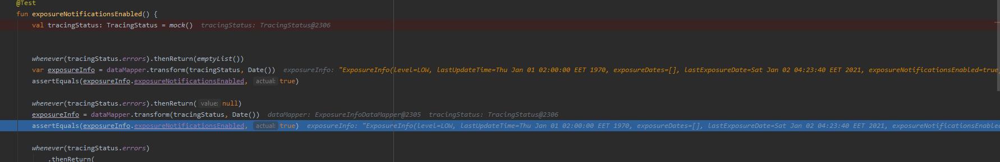 @Test
fun exposureNotificationsEnabled() {
val tracingStatus: TracingStatus = mock() tracingStatus: TracingStatus@2306
whenever(tracingStatus.errors).thenReturn(emptyList())
var exposureInfo = dataMapper.transform(tracingStatus, Date()) exposureInfo: "ExposureInfo(level=LOW, lastUpdateTime=Thu Jan 01 02:00:00 EET 1970, exposureDates=[], lastExposureDate=Sat Jan 02 04:23:40 EET 2021, exposureNotificationsEnabled=true,
assertEquals(exposureInfo.exposureNotificationsEnabled, actual: true)
whenever(tracingStatus.errors).thenReturn( value: null)
exposureInfo = dataMapper.transform(tracingStatus, Date()) dataMapper: ExposureInfoDataMapper@2305 tracingStatus: TracingStatus@2306
assertEquals(exposureInfo.exposureNotificationsEnabled, actual: true) exposureInfo: "ExposureInfo(level=LOW, lastUpdateTime=Thu Jan 01 02:00:00 EET 1970, exposureDates=[], lastExposureDate=Sat Jan 02 04:23:40 EET 2021, exposureNotificationsEnabled
whenever(tracingStatus.errors)
.thenReturn(